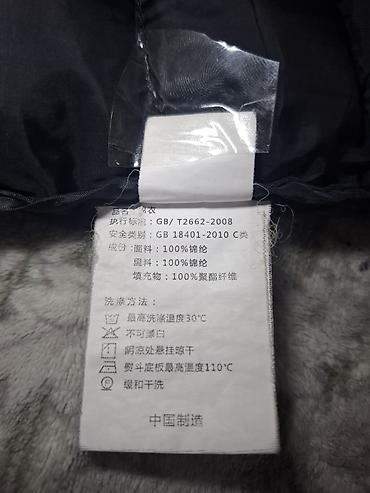 品名：棉衣
执行标准：GB/ T2662-2008
安全类别：GB 18401-2010 C类
成份：面料：100%锦纶
里料：100%锦纶
填充物：100%聚酯纤维
洗涤方法：
最高洗涤温度30℃
不可漂白
阴凉处悬挂晾干
熨斗底板最高温度110℃
缓和干洗
中国制造